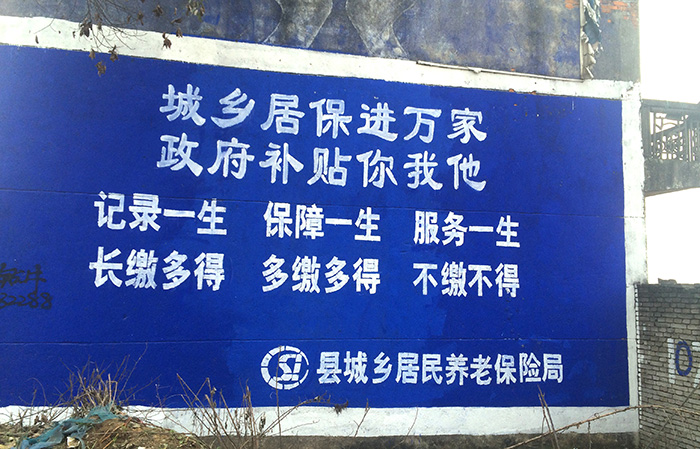 城乡居保进万家
政府补贴你我他
记录一生 保障一生 服务一生
长缴多得 多缴多得 不缴不得
县城乡居民养老保险局